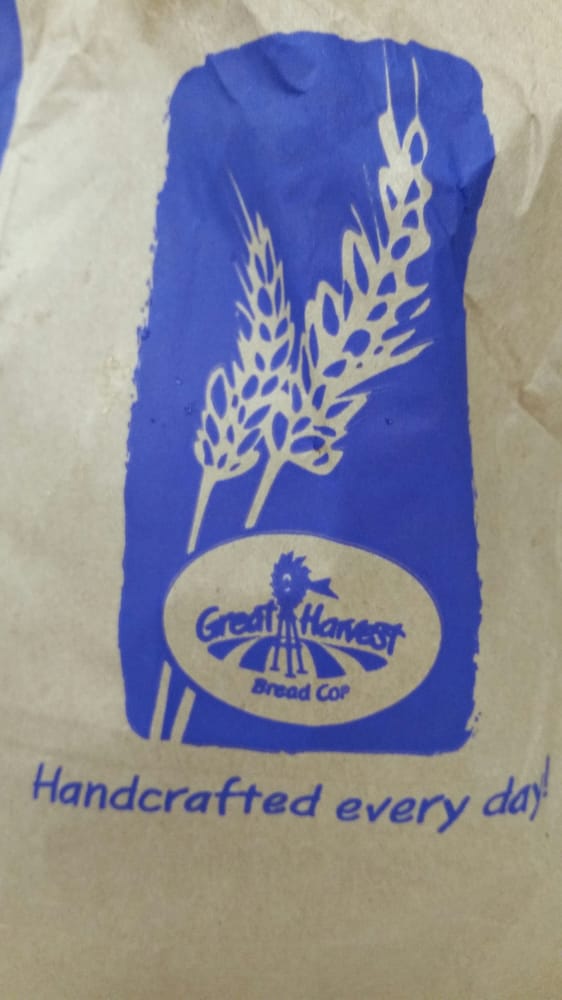 Great Harvest
Bread Co®
Handcrafted every day!